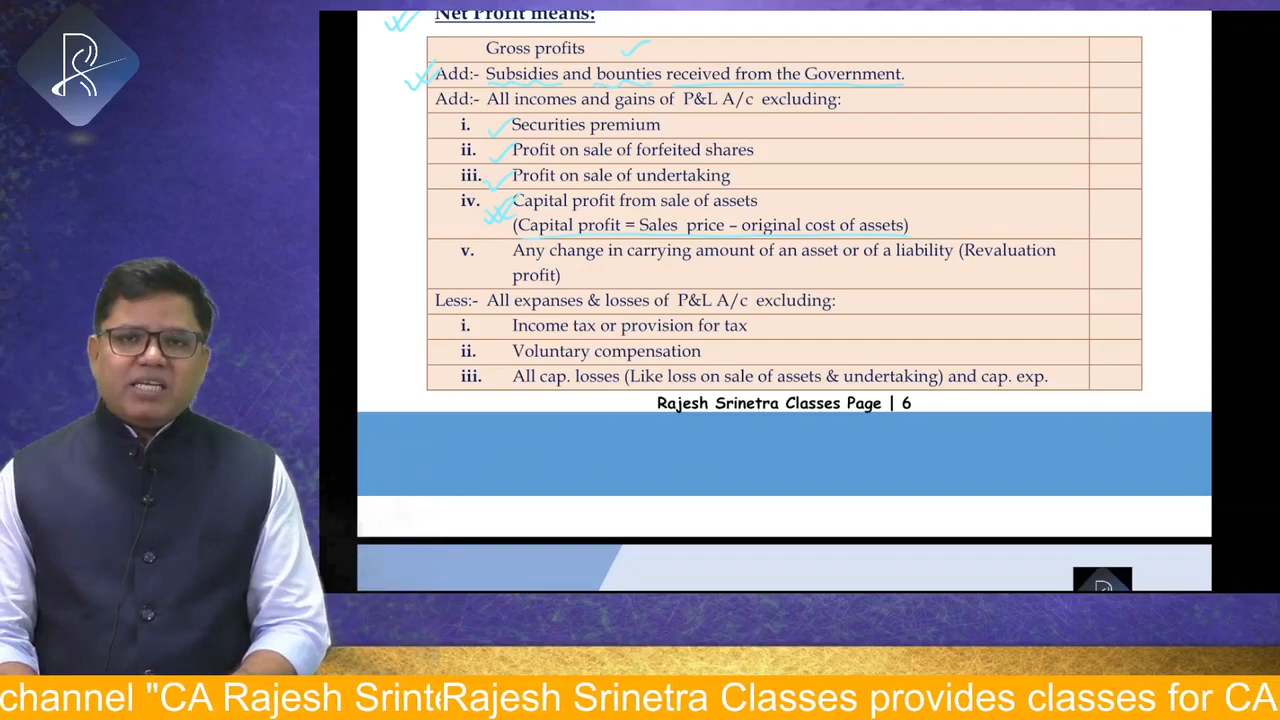 Net Profit means:
Gross profits
Add:- Subsidies and bounties received from the Government.
Add:- All incomes and gains of P&L A/c excluding:
i. Securities premium
ii. Profit on sale of forfeited shares
iii. Profit on sale of undertaking
iv. Capital profit from sale of assets
(Capital profit = Sales price – original cost of assets)
v. Any change in carrying amount of an asset or of a liability (Revaluation
profit)
Less:- All expanses & losses of P&L A/c excluding:
i. Income tax or provision for tax
ii. Voluntary compensation
iii. All cap. losses (Like loss on sale of assets & undertaking) and cap. exp.
Rajesh Srinetra Classes Page | 6
channel "CA Rajesh Srint Rajesh Srinetra Classes provides classes for CA